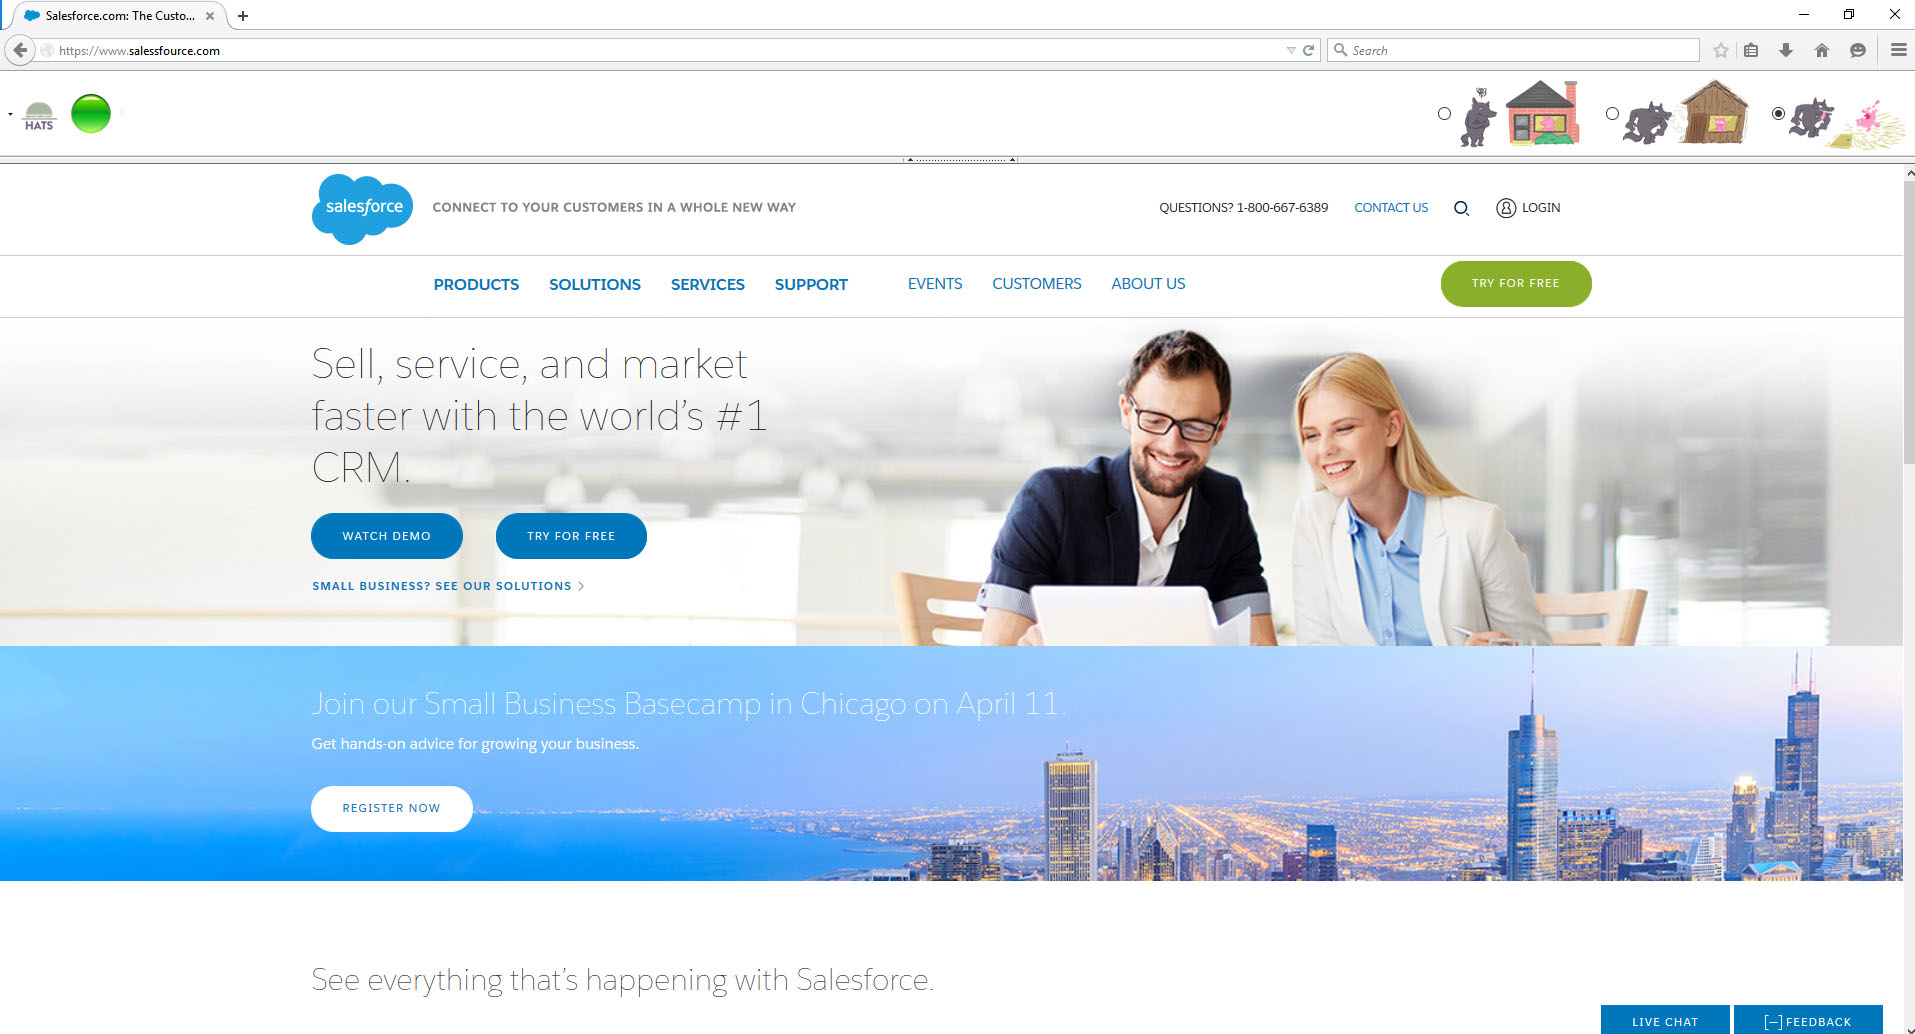 Salesforce.com: The Custo...
https://www.salessfource.com
Search
HATS
salesforce
CONNECT TO YOUR CUSTOMERS IN A WHOLE NEW WAY
QUESTIONS? 1-800-667-6389
CONTACT US
LOGIN
PRODUCTS
SOLUTIONS
SERVICES
SUPPORT
EVENTS
CUSTOMERS
ABOUT US
TRY FOR FREE
Sell, service, and market
faster with the world’s #1
CRM.
WATCH DEMO
TRY FOR FREE
SMALL BUSINESS? SEE OUR SOLUTIONS >
Join our Small Business Basecamp in Chicago on April 11.
Get hands-on advice for growing your business.
REGISTER NOW
See everything that’s happening with Salesforce.
LIVE CHAT
[–] FEEDBACK